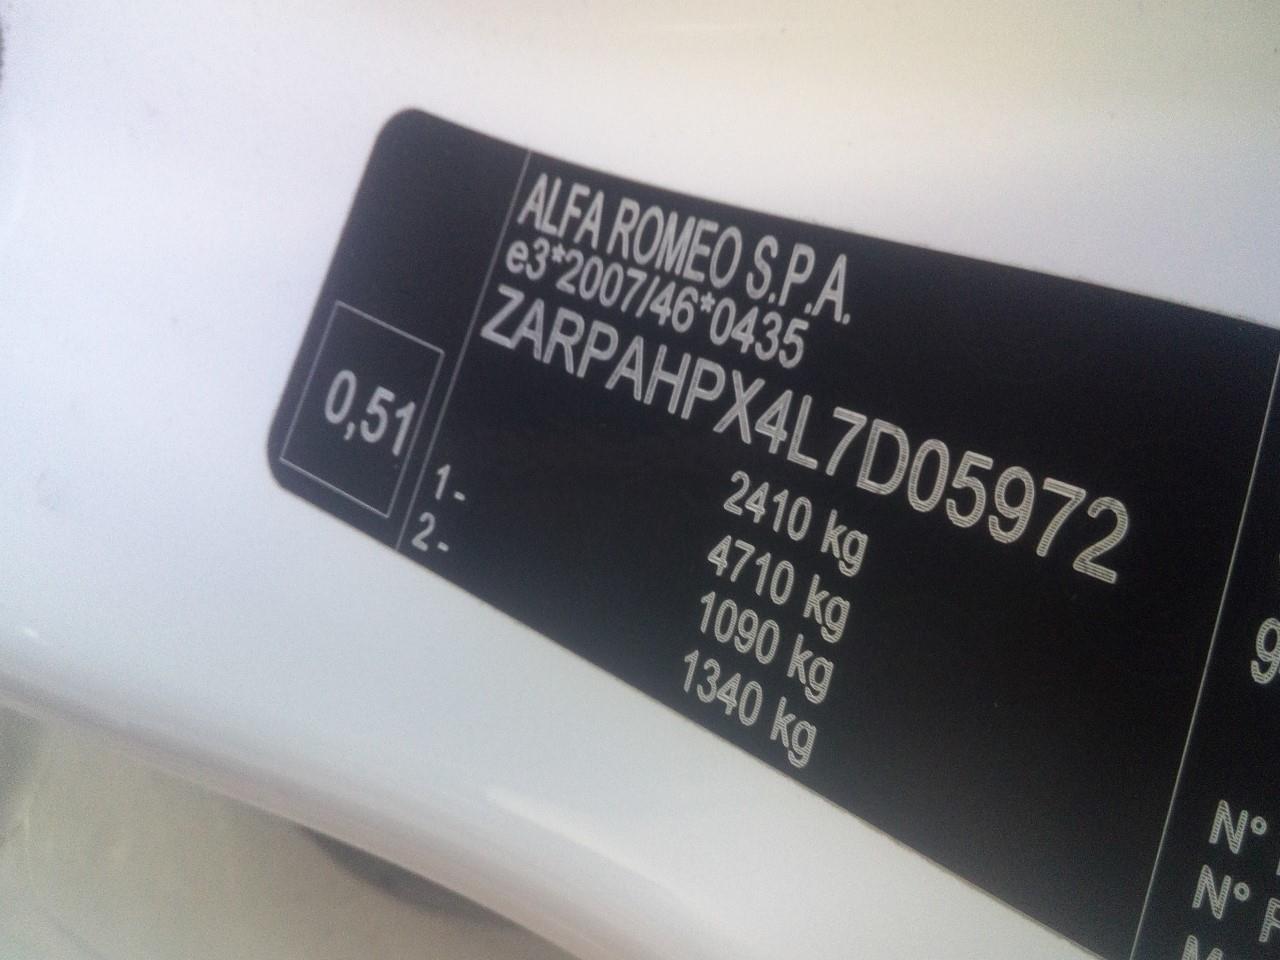 ALFA ROMEO S.P.A.
e3*2007/46*0435
ZARPAHPX4L7D05972
2410 kg
4710 kg
1- 1090 kg
2- 1340 kg
0,51
N°
N°